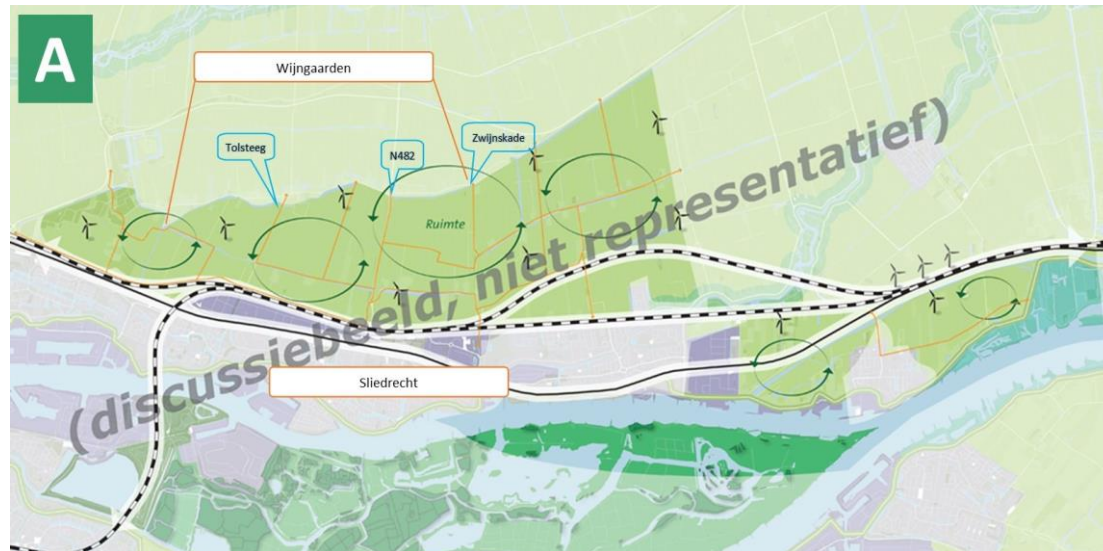 A
Wijngaarden
Tolsteeg
N482
Zwijnskade
Ruimte
(discussiebeeld, niet representatief)
Sliedrecht